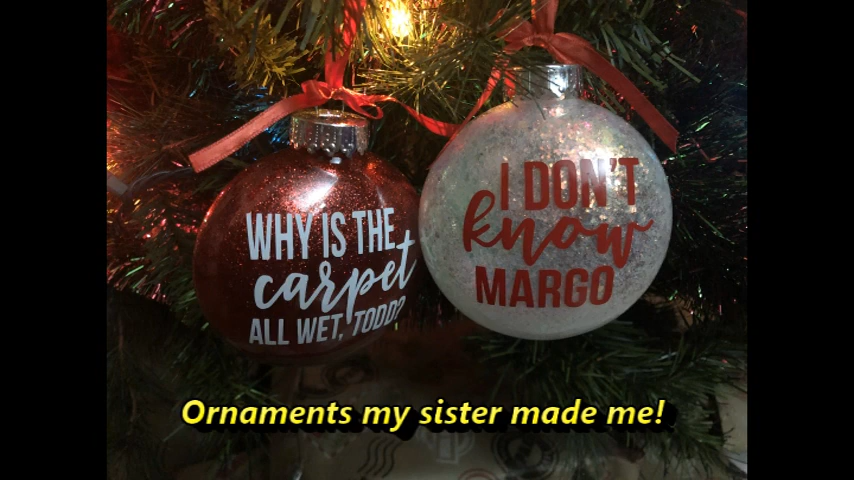 WHY IS THE
carpet
ALL WET, TODD?
I DON'T
know
MARGO
Ornaments my sister made me!